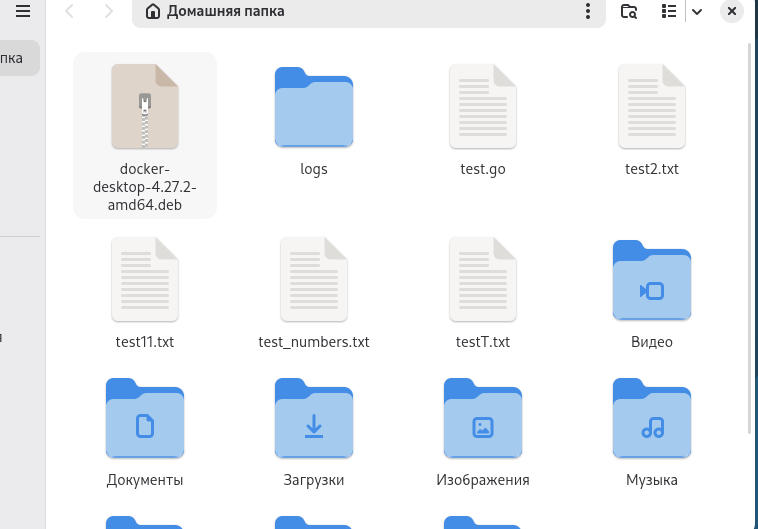 Домашняя папка
пка
docker-
desktop-4.27.2-
amd64.deb
logs
test.go
test2.txt
test11.txt
test_numbers.txt
testT.txt
Видео
я
Документы
Загрузки
Изображения
Музыка